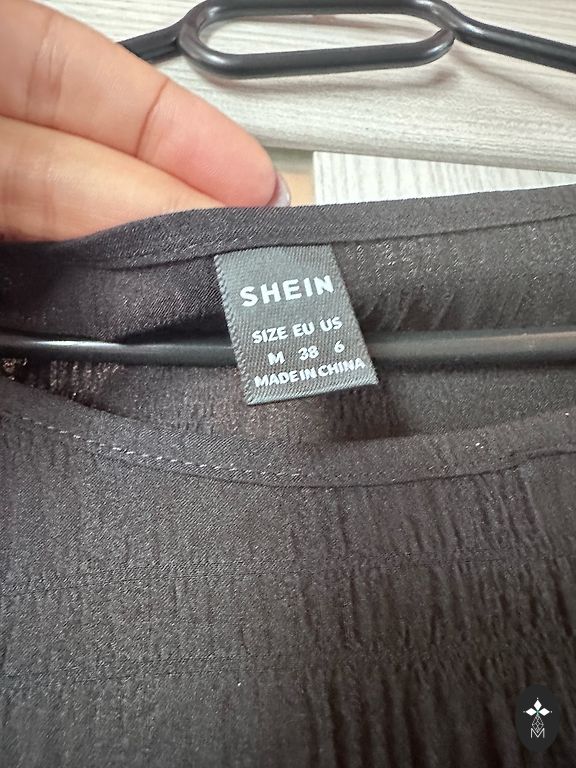 SHEIN
SIZE EU US
M 38 6
MADE IN CHINA